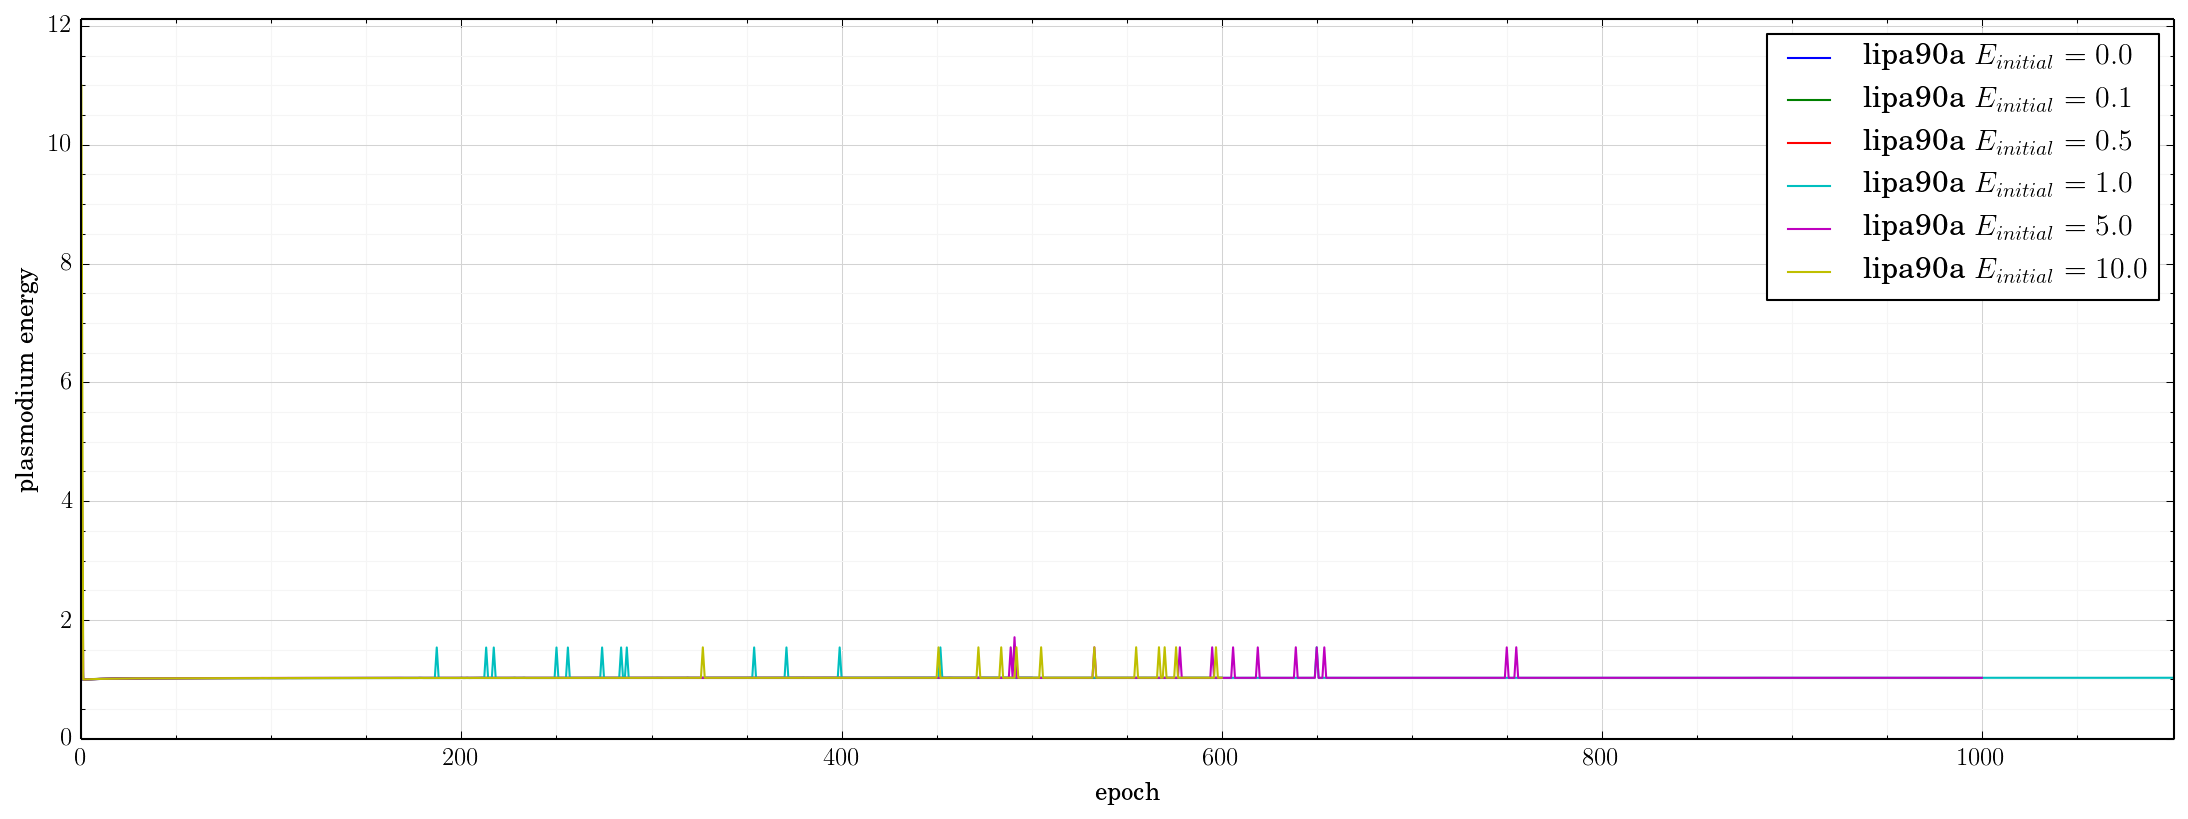 12
10
8
6
4
2
0
plasmodium energy
0 200 400 600 800 1000
epoch
lipa90a E_initial = 0.0
lipa90a E_initial = 0.1
lipa90a E_initial = 0.5
lipa90a E_initial = 1.0
lipa90a E_initial = 5.0
lipa90a E_initial = 10.0